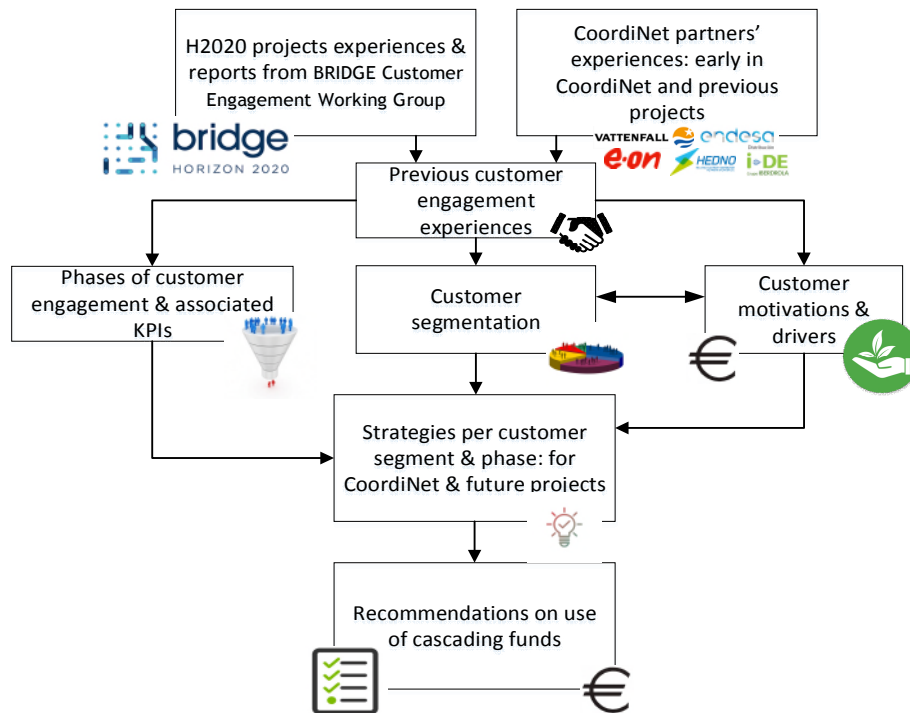 H2020 projects experiences &
reports from BRIDGE Customer
Engagement Working Group
bridge
HORIZON 2020
CoordiNet partners’
experiences: early in
CoordiNet and previous
projects
VATTENFALL
endesa
Distribución
e·on
HEDNO
i-DE
Grupo IBERDROLA
Previous customer
engagement
experiences
Phases of customer
engagement & associated
KPIs
Customer
segmentation
Customer
motivations &
drivers
€
Strategies per customer
segment & phase: for
CoordiNet & future projects
Recommendations on use
of cascading funds
€